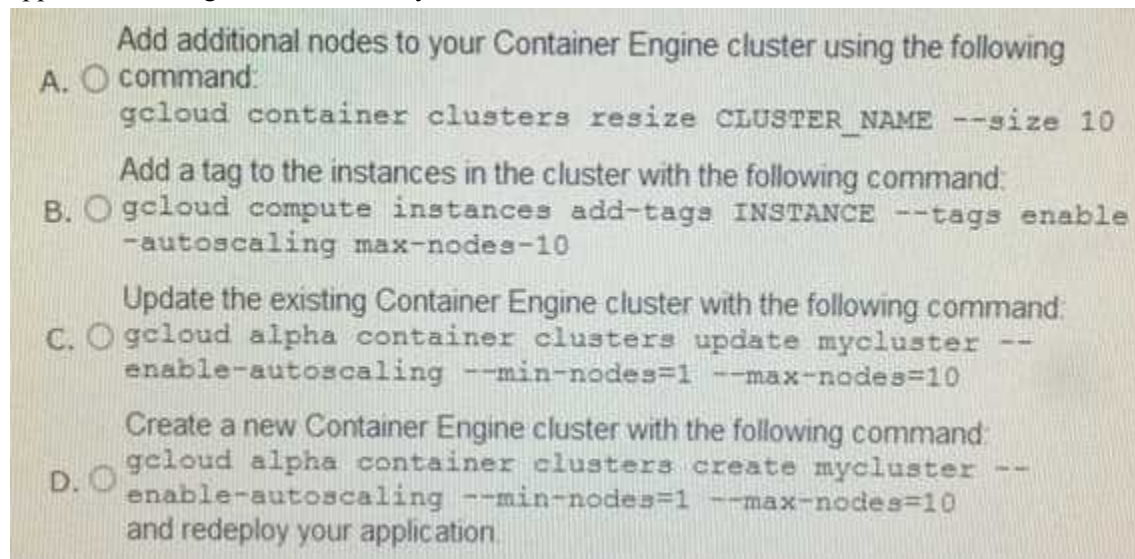 Add additional nodes to your Container Engine cluster using the following
A. command:
gcloud container clusters resize CLUSTER_NAME --size 10
Add a tag to the instances in the cluster with the following command:
B. gcloud compute instances add-tags INSTANCE --tags enable
-autoscaling max-nodes-10
Update the existing Container Engine cluster with the following command:
C. gcloud alpha container clusters update mycluster --
enable-autoscaling --min-nodes=1 --max-nodes=10
Create a new Container Engine cluster with the following command:
D. gcloud alpha container clusters create mycluster --
enable-autoscaling --min-nodes=1 --max-nodes=10
and redeploy your application.